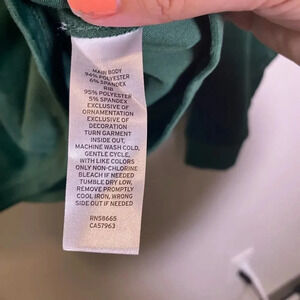 MAIN BODY
94% POLYESTER
6% SPANDEX
RIB
95% POLYESTER
5% SPANDEX
EXCLUSIVE OF
ORNAMENTATION
EXCLUSIVE OF
DECORATION
TURN GARMENT
INSIDE OUT,
MACHINE WASH COLD,
GENTLE CYCLE,
WITH LIKE COLORS
ONLY NON-CHLORINE
BLEACH IF NEEDED
TUMBLE DRY LOW,
REMOVE PROMPTLY
COOL IRON, WRONG
SIDE OUT IF NEEDED
RN58665
CA57963